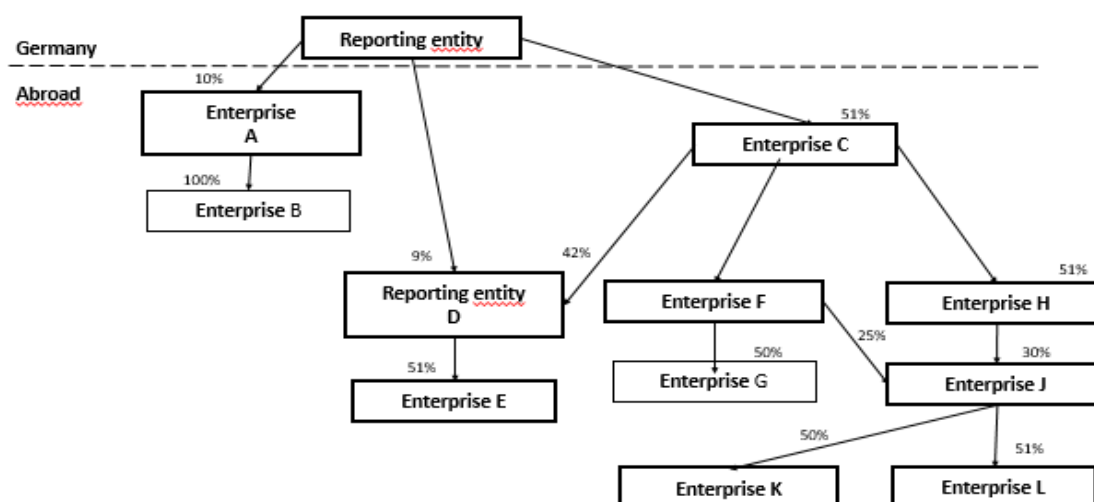 Reporting entity
Germany
Abroad
10%
Enterprise
A
51%
Enterprise C
100%
Enterprise B
9%
42%
51%
Reporting entity
D
Enterprise F
Enterprise H
25%
51%
50%
30%
Enterprise E
Enterprise G
Enterprise J
50%
51%
Enterprise K
Enterprise L